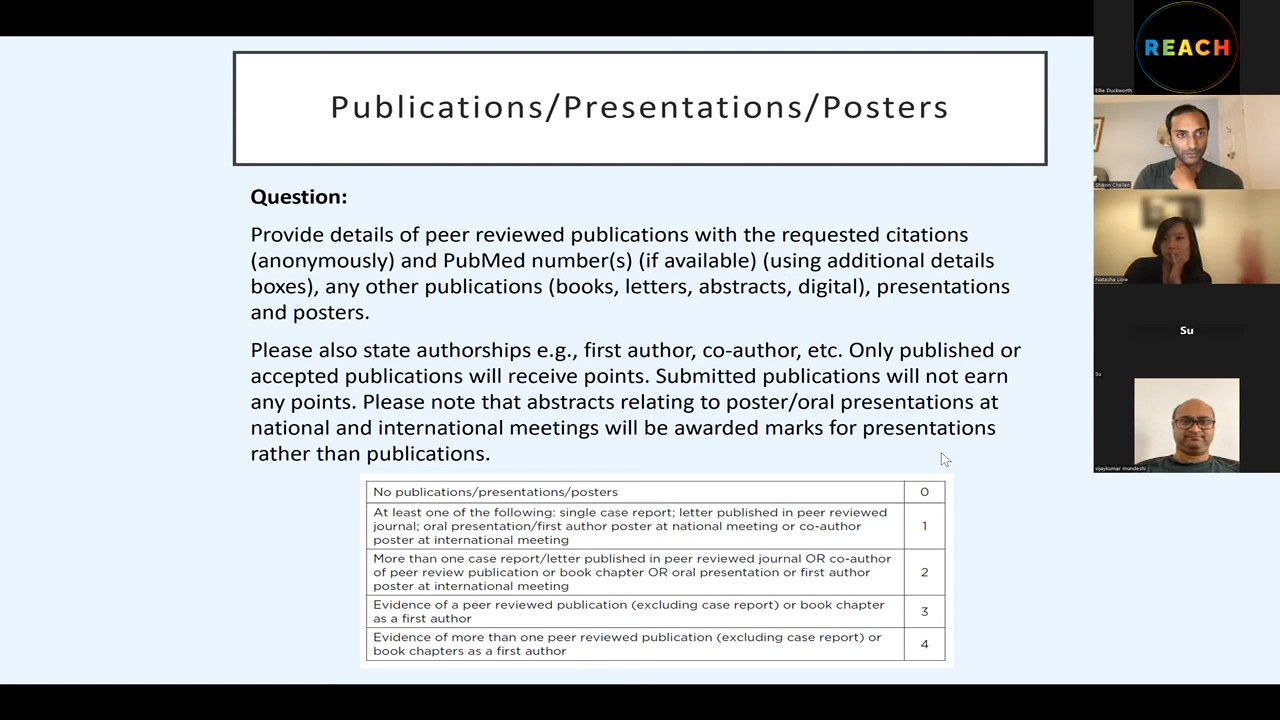 Publications/Presentations/Posters
Question:
Provide details of peer reviewed publications with the requested citations
(anonymously) and PubMed number(s) (if available) (using additional details
boxes), any other publications (books, letters, abstracts, digital), presentations
and posters.
Please also state authorships e.g., first author, co-author, etc. Only published or
accepted publications will receive points. Submitted publications will not earn
any points. Please note that abstracts relating to poster/oral presentations at
national and international meetings will be awarded marks for presentations
rather than publications.
No publications/presentations/posters 0
At least one of the following: single case report; letter published in peer reviewed
journal; oral presentation/first author poster at national meeting or co-author 1
poster at international meeting
More than one case report/letter published in peer reviewed journal OR co-author
of peer review publication or book chapter OR oral presentation or first author 2
poster at international meeting
Evidence of a peer reviewed publication (excluding case report) or book chapter 3
as a first author
Evidence of more than one peer reviewed publication (excluding case report) or 4
book chapters as a first author
REACH
Ellie Duckworth
Shavin Chellan
Natasha Liow
Su
Su
vijaykumar mundeshi